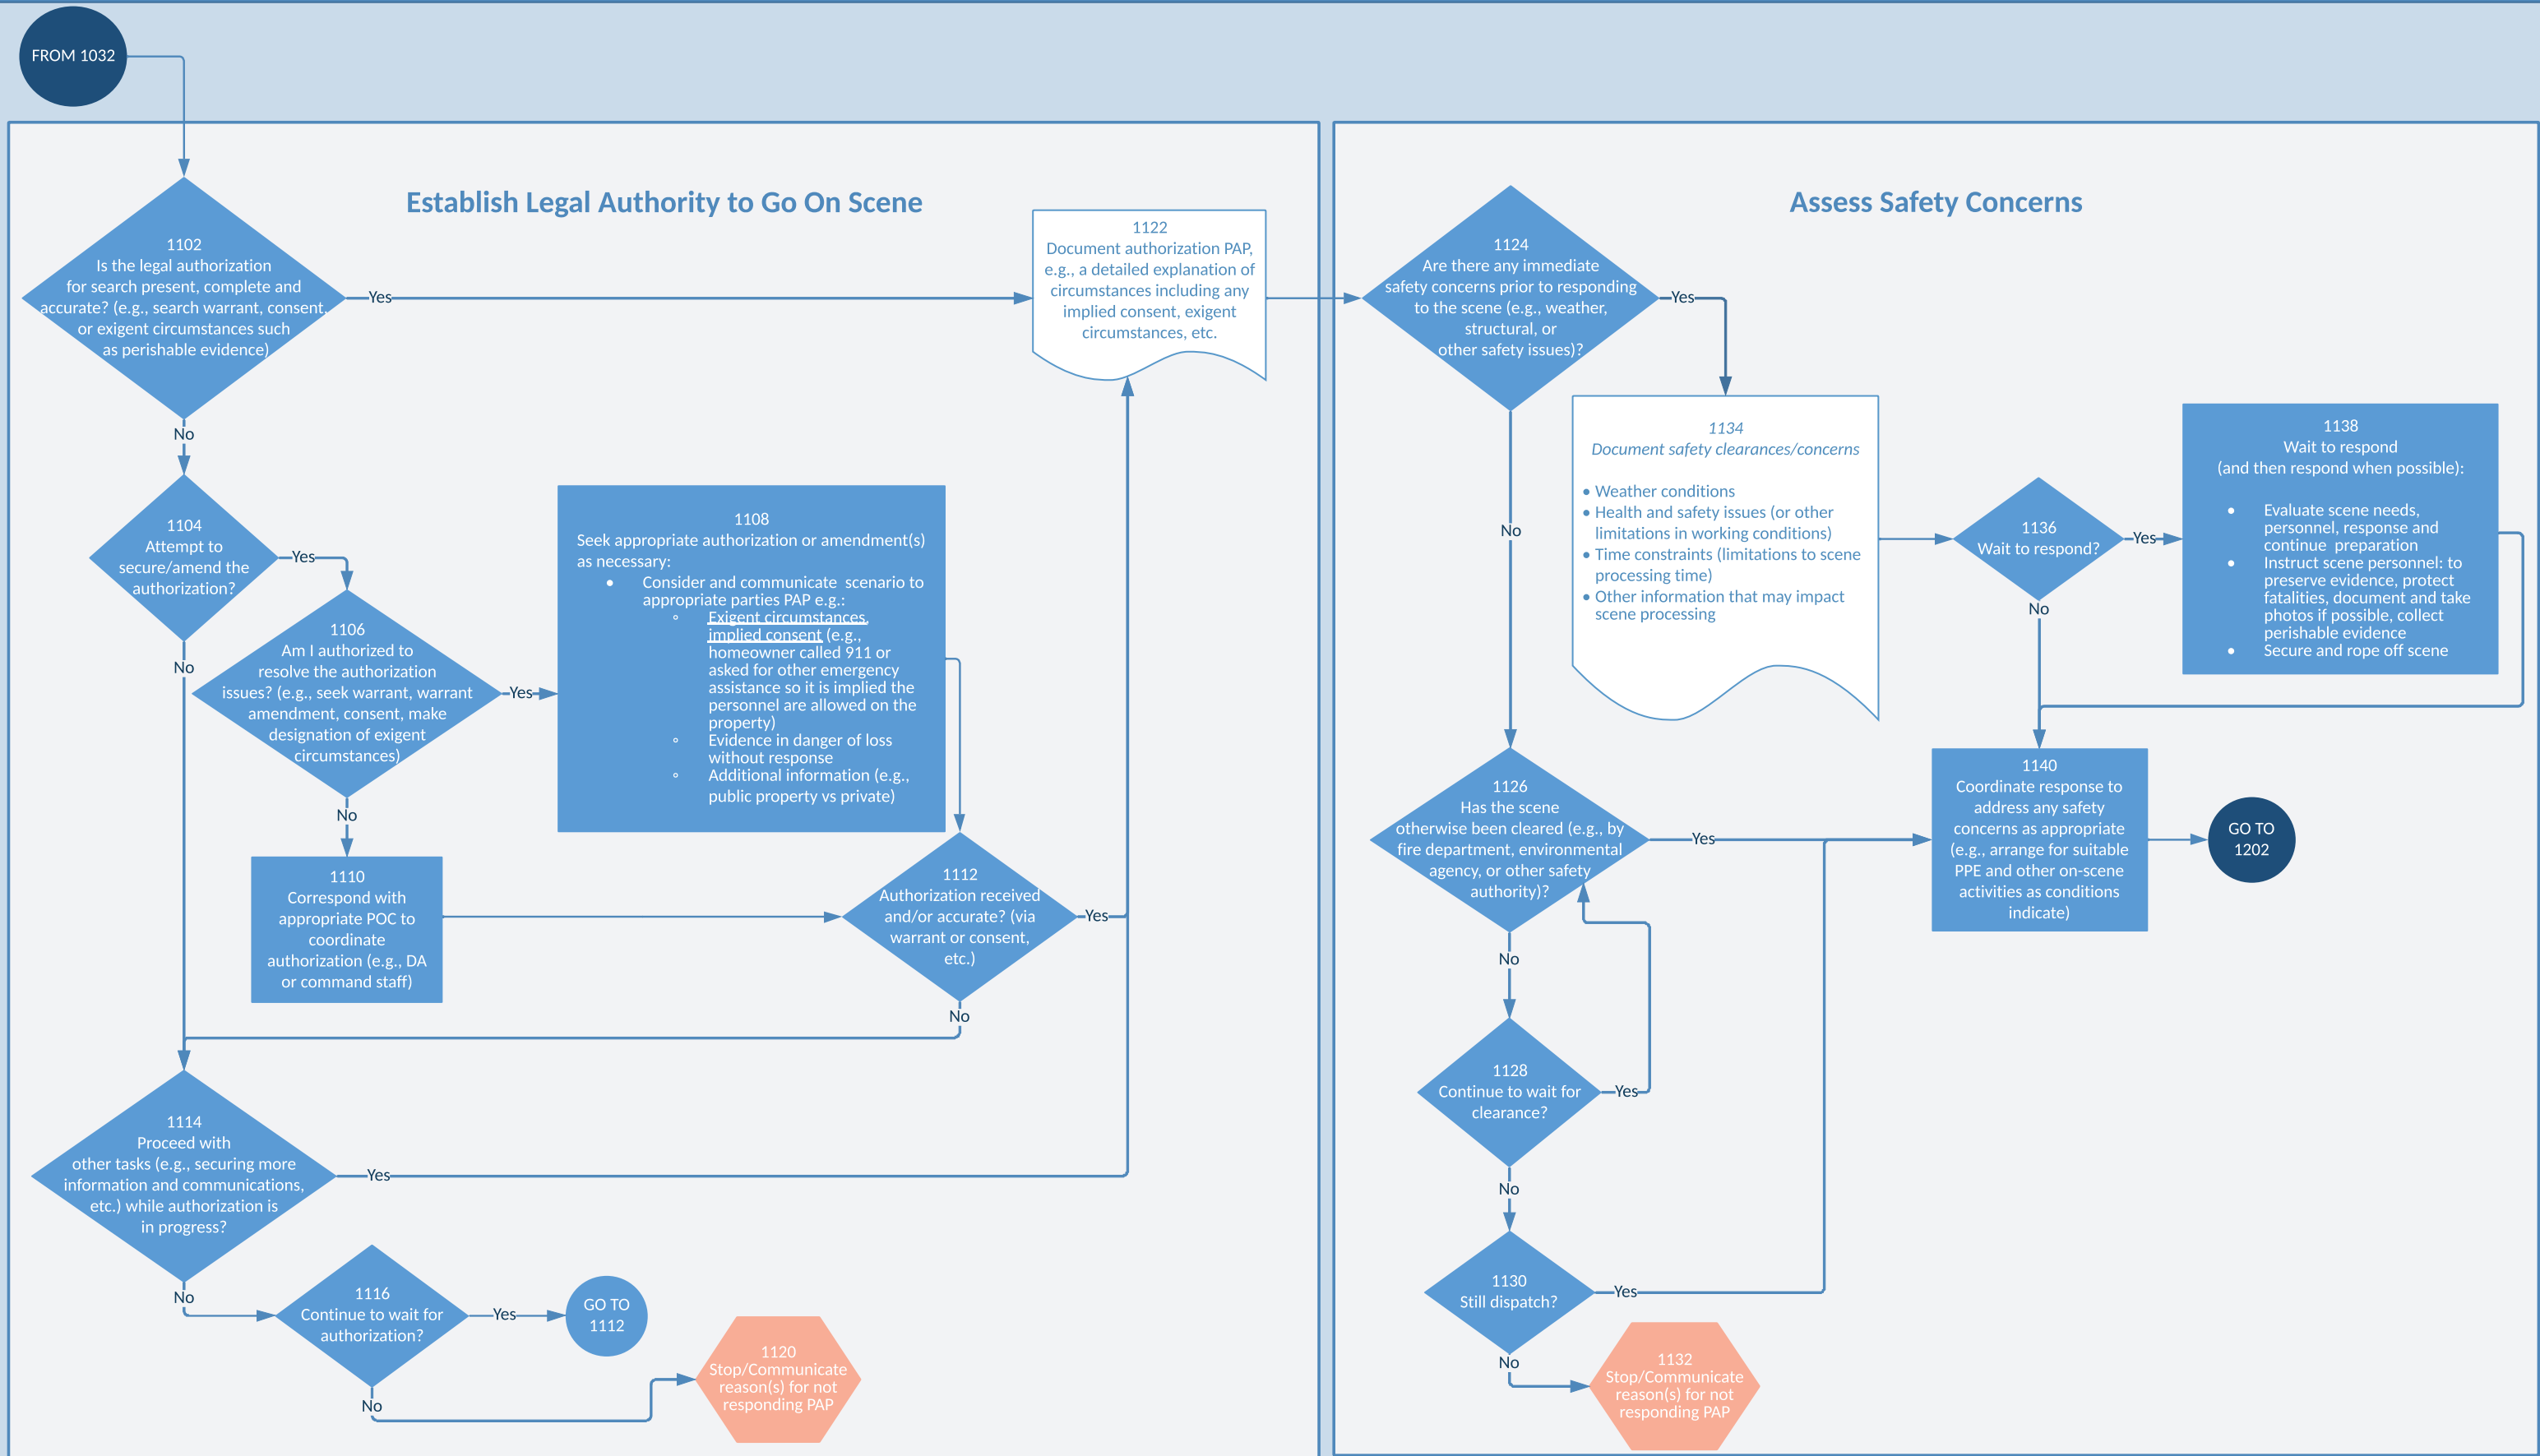 FROM 1032
Establish Legal Authority to Go On Scene
1102
Is the legal authorization
for search present, complete and
accurate? (e.g., search warrant, consent,
or exigent circumstances such
as perishable evidence)
Yes
No
1122
Document authorization PAP,
e.g., a detailed explanation of
circumstances including any
implied consent, exigent
circumstances, etc.
1104
Attempt to
secure/amend the
authorization?
Yes
No
1106
Am I authorized to
resolve the authorization
issues? (e.g., seek warrant, warrant
amendment, consent, make
designation of exigent
circumstances)
Yes
No
1108
Seek appropriate authorization or amendment(s)
as necessary:
• Consider and communicate scenario to
appropriate parties PAP e.g.:
◦ Exigent circumstances,
implied consent (e.g.,
homeowner called 911 or
asked for other emergency
assistance so it is implied the
personnel are allowed on the
property)
◦ Evidence in danger of loss
without response
◦ Additional information (e.g.,
public property vs private)
1110
Correspond with
appropriate POC to
coordinate
authorization (e.g., DA
or command staff)
1112
Authorization received
and/or accurate? (via
warrant or consent,
etc.)
Yes
No
1114
Proceed with
other tasks (e.g., securing more
information and communications,
etc.) while authorization is
in progress?
Yes
No
1116
Continue to wait for
authorization?
Yes
No
GO TO
1112
1120
Stop/Communicate
reason(s) for not
responding PAP
Assess Safety Concerns
1124
Are there any immediate
safety concerns prior to responding
to the scene (e.g., weather,
structural, or
other safety issues)?
Yes
No
1134
Document safety clearances/concerns
• Weather conditions
• Health and safety issues (or other
limitations in working conditions)
• Time constraints (limitations to scene
processing time)
• Other information that may impact
scene processing
1136
Wait to respond?
Yes
No
1138
Wait to respond
(and then respond when possible):
• Evaluate scene needs,
personnel, response and
continue preparation
• Instruct scene personnel: to
preserve evidence, protect
fatalities, document and take
photos if possible, collect
perishable evidence
• Secure and rope off scene
1126
Has the scene
otherwise been cleared (e.g., by
fire department, environmental
agency, or other safety
authority)?
Yes
No
1140
Coordinate response to
address any safety
concerns as appropriate
(e.g., arrange for suitable
PPE and other on-scene
activities as conditions
indicate)
GO TO
1202
1128
Continue to wait for
clearance?
Yes
No
1130
Still dispatch?
Yes
No
1132
Stop/Communicate
reason(s) for not
responding PAP